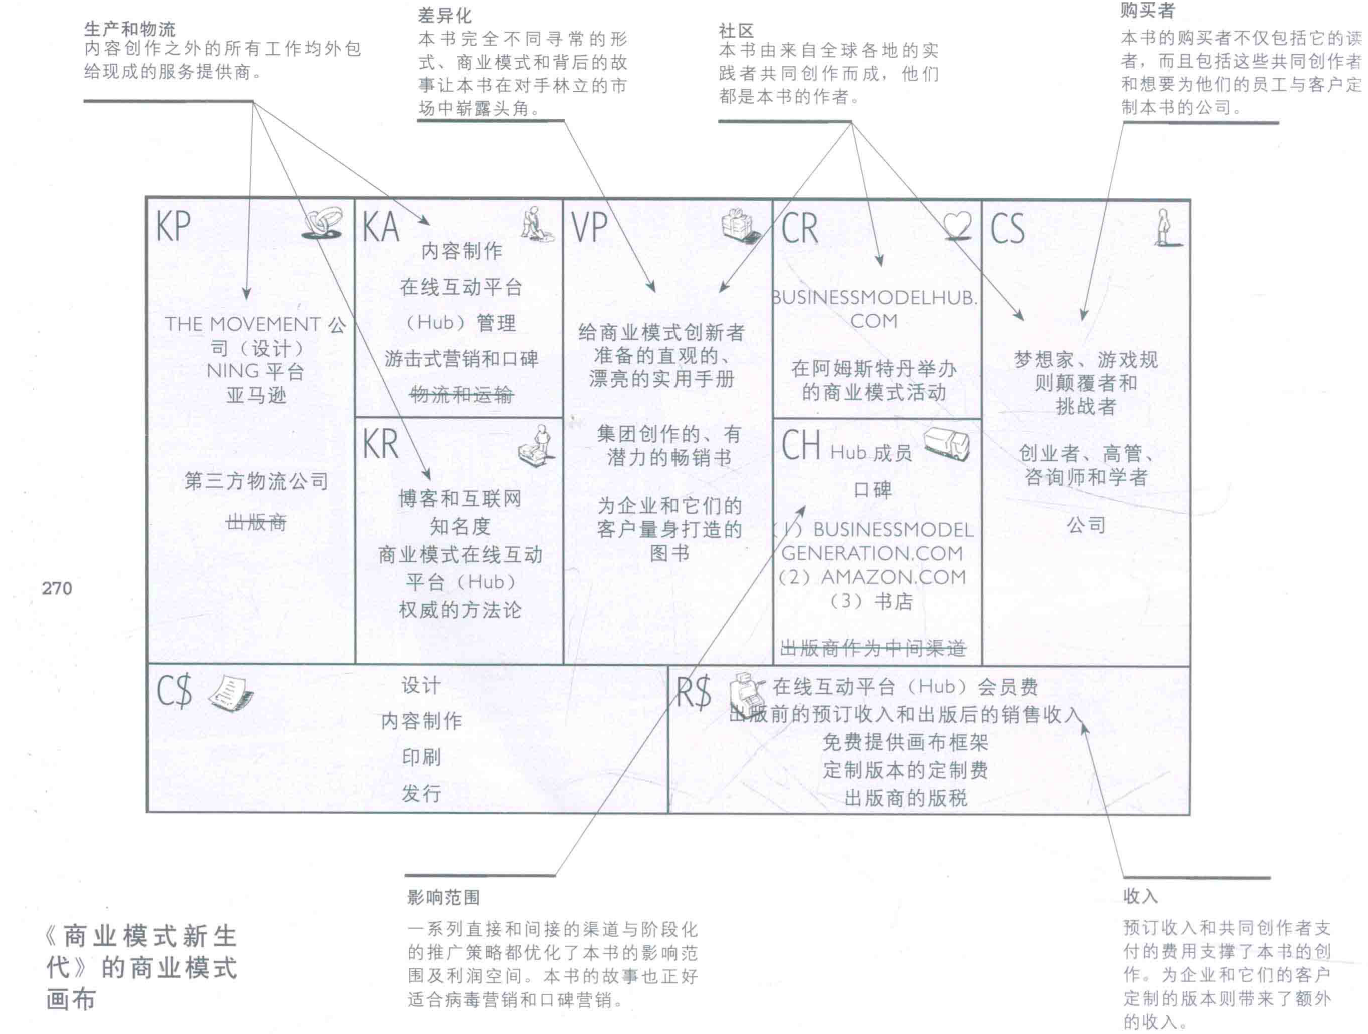 生产和物流
内容创作之外的所有工作均外包
给现成的服务提供商。
差异化
本书完全不同寻常的形
式、商业模式和背后的故
事让本书在对手林立的市
场中崭露头角。
社区
本书由来自全球各地的实
践者共同创作而成，他们
都是本书的作者。
购买者
本书的购买者不仅包括它的读
者，而且包括这些共同创作者
和想要为他们的员工与客户定
制本书的公司。
KP
THE MOVEMENT 公
司（设计）
NING 平台
亚马逊
第三方物流公司
出版商
KA
内容制作
在线互动平台
（Hub）管理
游击式营销和口碑
物流和运输
KR
博客和互联网
知名度
商业模式在线互动
平台（Hub）
权威的方法论
VP
给商业模式创新者
准备的直观的、
漂亮的实用手册
集团创作的、有
潜力的畅销书
为企业和它们的
客户量身打造的
图书
CR
BUSINESSMODELHUB.
COM
在阿姆斯特丹举办
的商业模式活动
CH Hub 成员
口碑
（1）BUSINESSMODEL
GENERATION.COM
（2）AMAZON.COM
（3）书店
出版商作为中间渠道
CS
梦想家、游戏规
则颠覆者和
挑战者
创业者、高管、
咨询师和学者
公司
C$
设计
内容制作
印刷
发行
R$
在线互动平台（Hub）会员费
出版前的预订收入和出版后的销售收入
免费提供画布框架
定制版本的定制费
出版商的版税
270
影响范围
一系列直接和间接的渠道与阶段化
的推广策略都优化了本书的影响范
围及利润空间。本书的故事也正好
适合病毒营销和口碑营销。
收入
预订收入和共同创作者支
付的费用支撑了本书的创
作。为企业和它们的客户
定制的版本则带来了额外
的收入。
《商业模式新生
代》的商业模式
画布